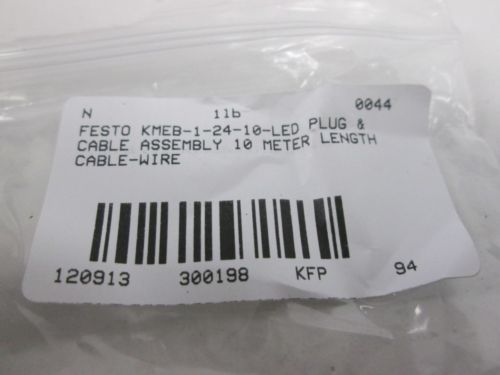 N 11b 0044
FESTO KMEB-1-24-10-LED PLUG &
CABLE ASSEMBLY 10 METER LENGTH
CABLE-WIRE
120913 300198 KFP 94